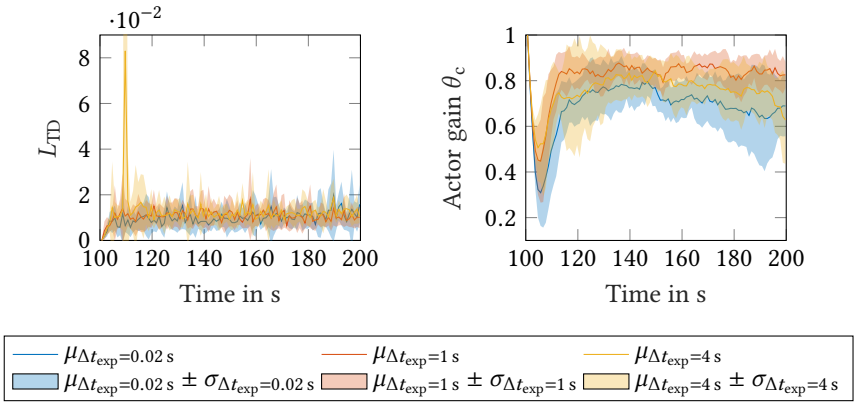 ·10⁻²
8
6
4
2
0
L_TD
100 120 140 160 180 200
Time in s
1
0.8
0.6
0.4
0.2
Actor gain θ_c
100 120 140 160 180 200
Time in s
μ_Δt_exp=0.02 s μ_Δt_exp=1 s μ_Δt_exp=4 s
μ_Δt_exp=0.02 s ± σ_Δt_exp=0.02 s μ_Δt_exp=1 s ± σ_Δt_exp=1 s μ_Δt_exp=4 s ± σ_Δt_exp=4 s